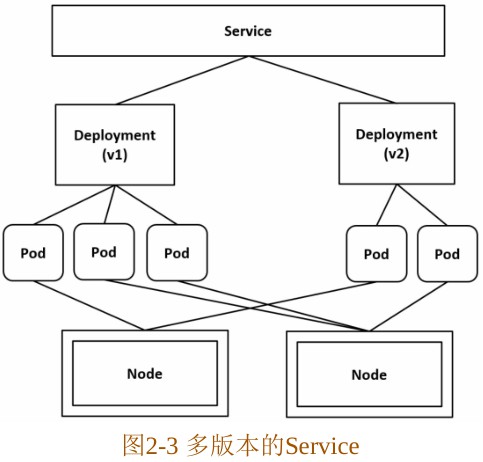 Service
Deployment
(v1)
Deployment
(v2)
Pod
Pod
Pod
Pod
Pod
Node
Node
图2-3 多版本的Service